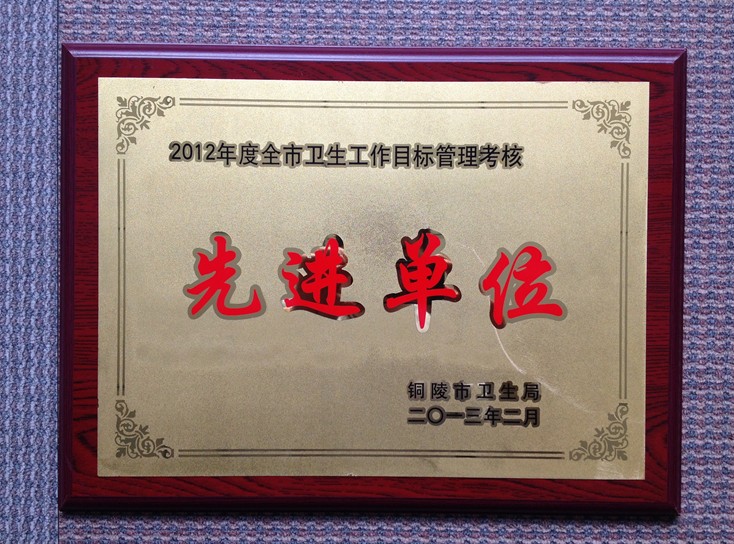 2012年度全市卫生工作目标管理考核
先进单位
铜陵市卫生局
二〇一三年二月